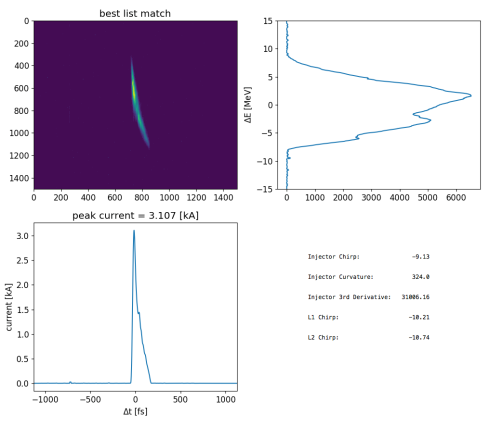 best list match
0
200
400
600
800
1000
1200
1400
0 200 400 600 800 1000 1200 1400
ΔE [MeV]
15
10
5
0
−5
−10
−15
0 1000 2000 3000 4000 5000 6000
peak current = 3.107 [kA]
current [kA]
3.0
2.5
2.0
1.5
1.0
0.5
0.0
−1000 −500 0 500 1000
Δt [fs]
Injector Chirp: −9.13
Injector Curvature: 324.0
Injector 3rd Derivative: 31006.16
L1 Chirp: −10.21
L2 Chirp: −10.74